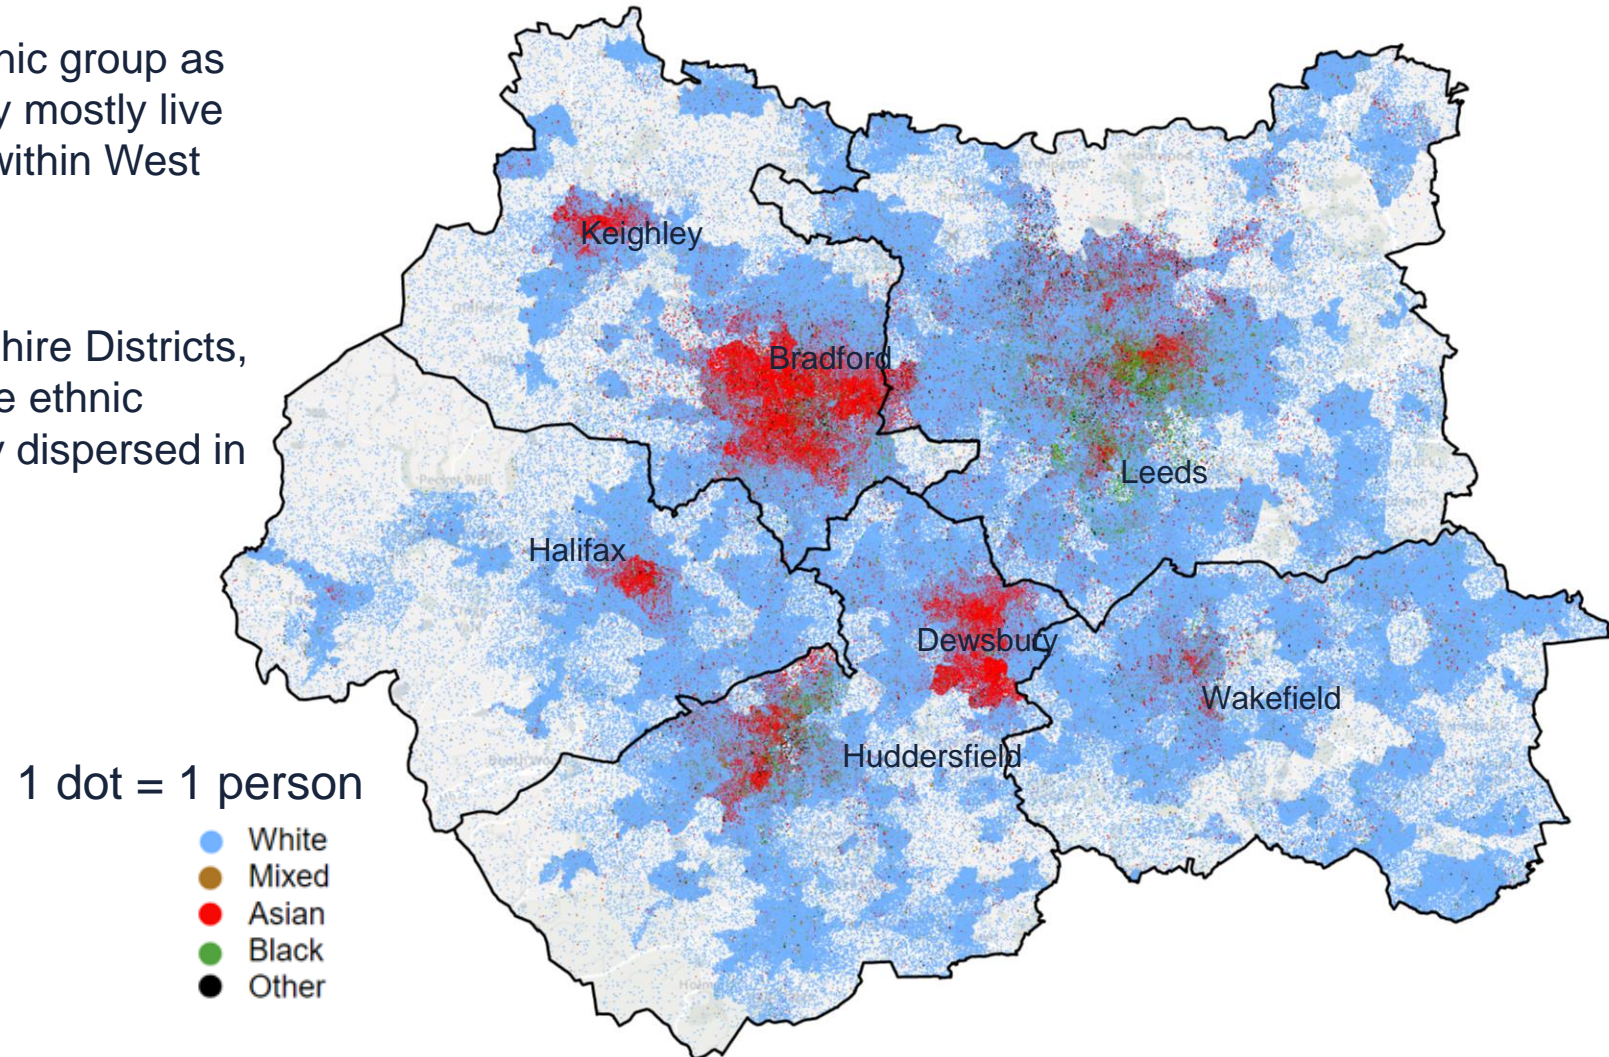 nic group as
y mostly live
within West
hire Districts,
e ethnic
y dispersed in
Keighley
Bradford
Leeds
Halifax
Dewsbury
Wakefield
Huddersfield
1 dot = 1 person
White
Mixed
Asian
Black
Other